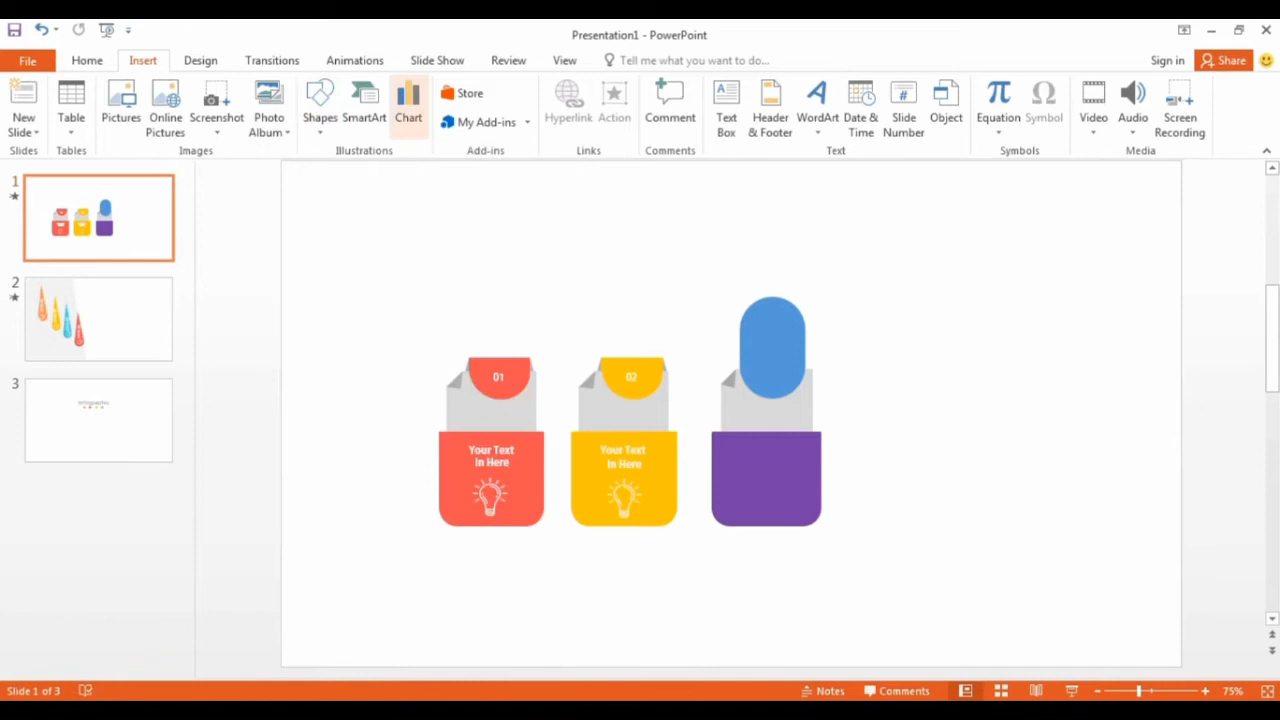 Presentation1 - PowerPoint
File Home Insert Design Transitions Animations Slide Show Review View Tell me what you want to do... Sign in Share
New Slide
Table
Pictures
Online Pictures
Screenshot
Photo Album
Shapes
SmartArt
Chart
Store
My Add-ins
Hyperlink
Action
Comment
Text Box
Header & Footer
WordArt
Date & Time
Slide Number
Object
Equation
Symbol
Video
Audio
Screen Recording
Slides Tables Images Illustrations Add-ins Links Comments Text Symbols Media
1
2
3
Infographic
01
02
Your Text
In Here
Your Text
In Here
Slide 1 of 3 Notes Comments 75%